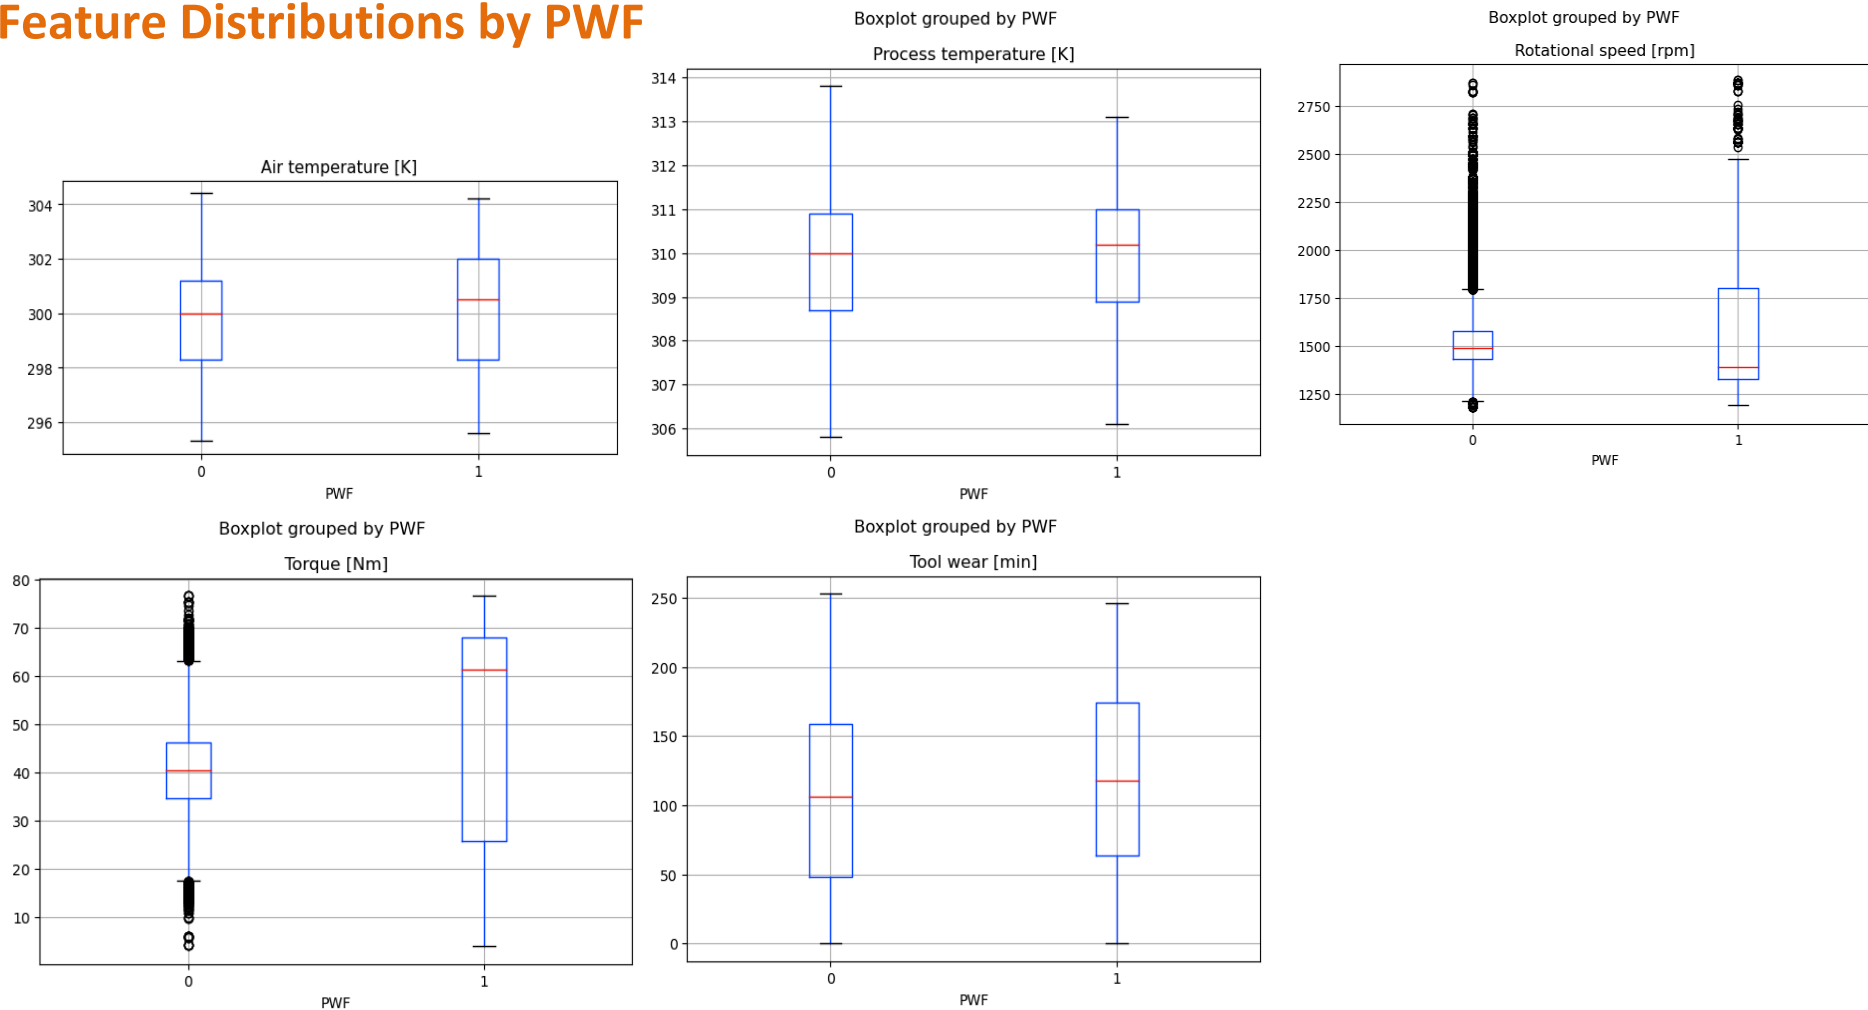 Feature Distributions by PWF
Air temperature [K]
304
302
300
298
296
0 1
PWF
Boxplot grouped by PWF
Process temperature [K]
314
313
312
311
310
309
308
307
306
0 1
PWF
Boxplot grouped by PWF
Rotational speed [rpm]
2750
2500
2250
2000
1750
1500
1250
0 1
PWF
Boxplot grouped by PWF
Torque [Nm]
80
70
60
50
40
30
20
10
0 1
PWF
Boxplot grouped by PWF
Tool wear [min]
250
200
150
100
50
0
0 1
PWF